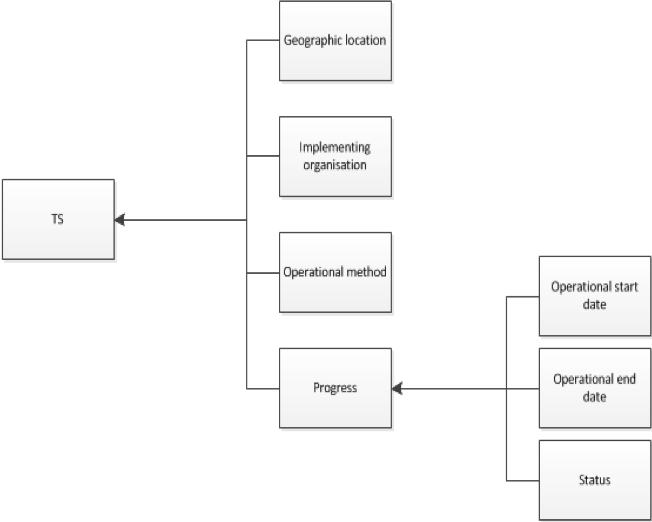 Geographic location
Implementing
organisation
TS
Operational method
Operational start
date
Progress
Operational end
date
Status